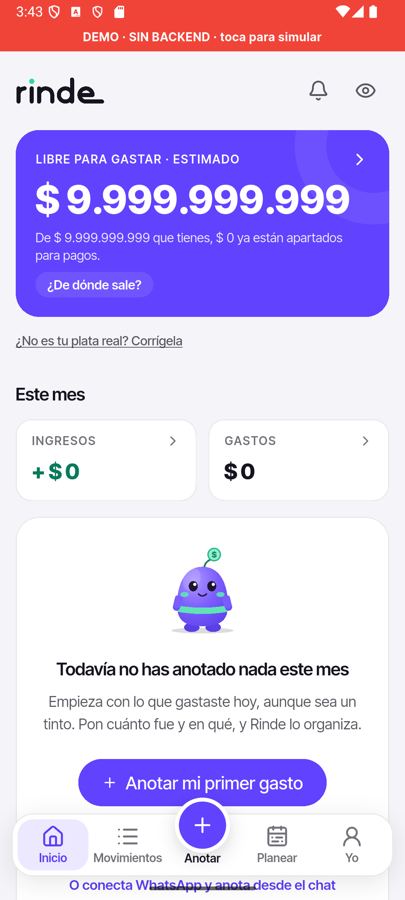 3:43
DEMO · SIN BACKEND · toca para simular
rinde
LIBRE PARA GASTAR · ESTIMADO
$ 9.999.999.999
De $ 9.999.999.999 que tienes, $ 0 ya están apartados
para pagos.
¿De dónde sale?
¿No es tu plata real? Corrígela
Este mes
INGRESOS
+$0
GASTOS
$0
$
Todavía no has anotado nada este mes
Empieza con lo que gastaste hoy, aunque sea un
tinto. Pon cuánto fue y en qué, y Rinde lo organiza.
+ Anotar mi primer gasto
Inicio
Movimientos
Anotar
Planear
Yo
O conecta WhatsApp y anota desde el chat